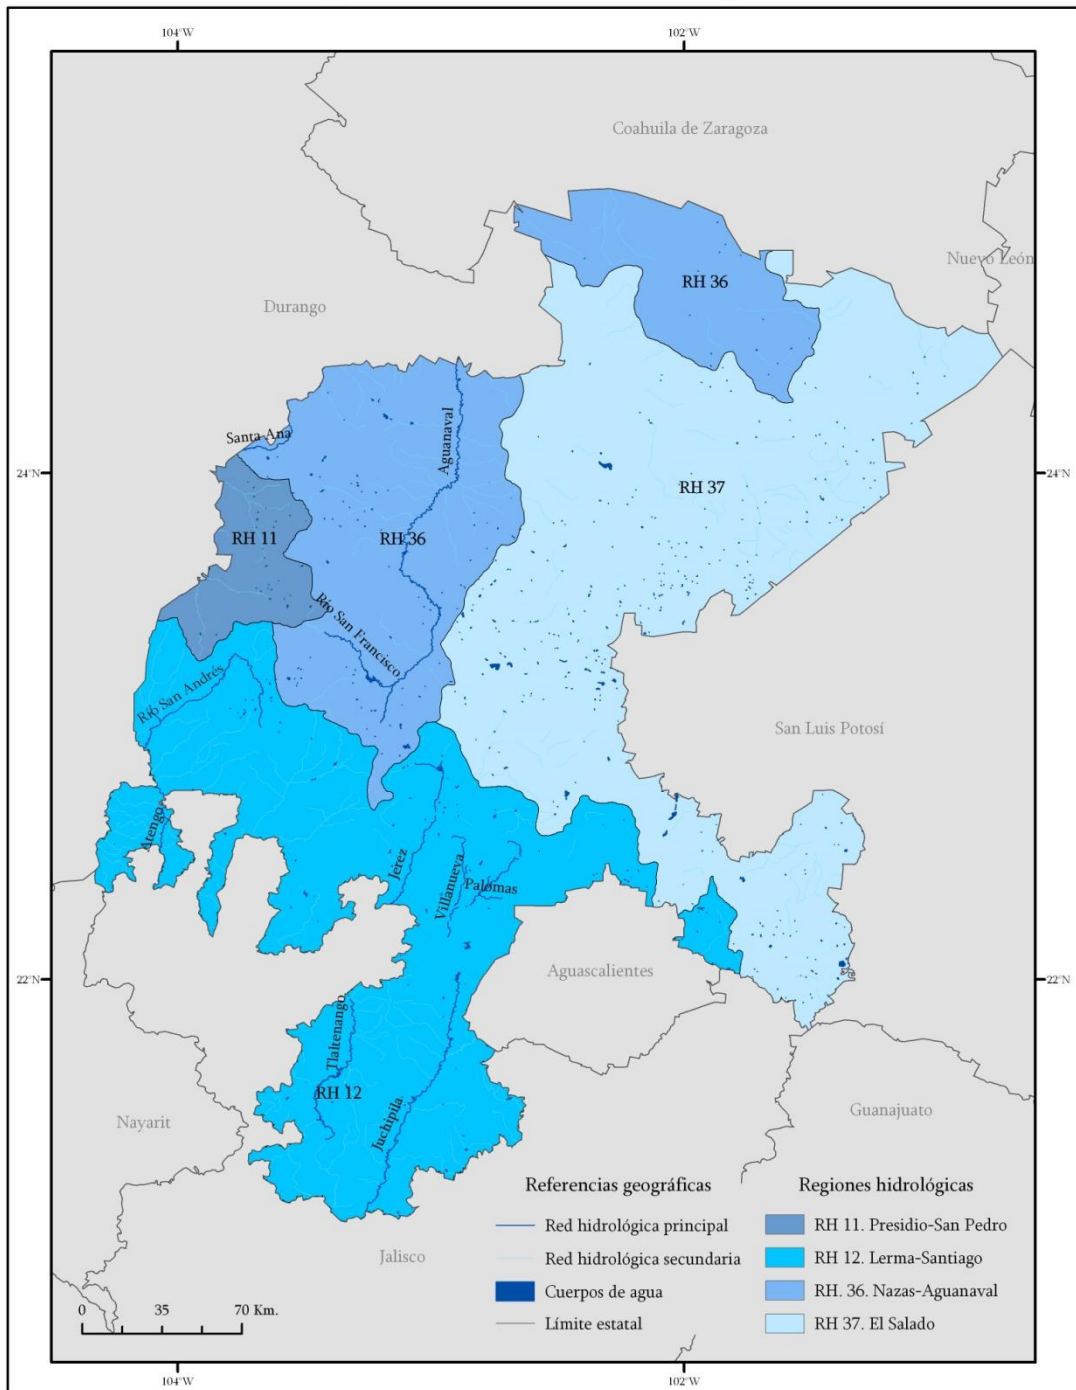 104°W
102°W
Coahuila de Zaragoza
Nuevo León
RH 36
Durango
Santa Ana
Aguanaval
24°N
24°N
RH 37
RH 11
RH 36
Río San Francisco
Río San Andrés
San Luis Potosí
Atengo
Jerez
Villanueva
Palomas
22°N
Aguascalientes
22°N
Tlaltenango
RH 12
Juchipila
Nayarit
Guanajuato
Jalisco
Referencias geográficas
Red hidrológica principal
Red hidrológica secundaria
Cuerpos de agua
Límite estatal
Regiones hidrológicas
RH 11. Presidio-San Pedro
RH 12. Lerma-Santiago
RH. 36. Nazas-Aguanaval
RH 37. El Salado
0 35 70 Km.
104°W
102°W